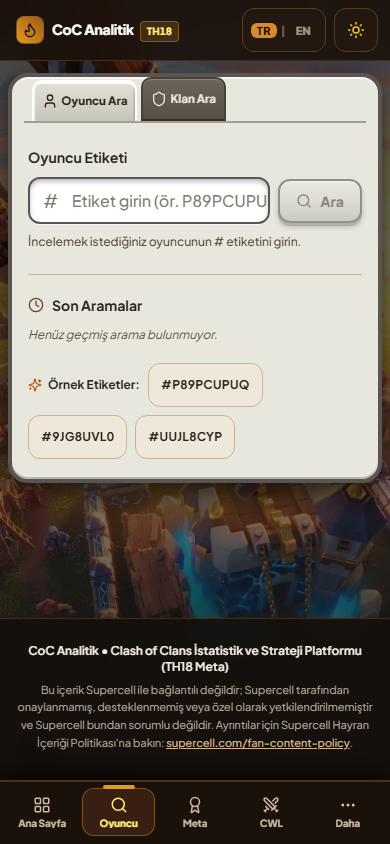 CoC Analitik TH18 TR | EN
Oyuncu Ara Klan Ara
Oyuncu Etiketi
# Etiket girin (ör. P89PCUPU Ara
İncelemek istediğiniz oyuncunun # etiketini girin.
Son Aramalar
Henüz geçmiş arama bulunmuyor.
Örnek Etiketler: #P89PCUPUQ
#9JG8UVL0 #UUJL8CYP
CoC Analitik • Clash of Clans İstatistik ve Strateji Platformu
(TH18 Meta)
Bu içerik Supercell ile bağlantılı değildir; Supercell tarafından
onaylanmamış, desteklenmemiş veya özel olarak yetkilendirilmemiştir
ve Supercell bundan sorumlu değildir. Ayrıntılar için Supercell Hayran
İçeriği Politikası'na bakın: supercell.com/fan-content-policy.
Ana Sayfa Oyuncu Meta CWL Daha